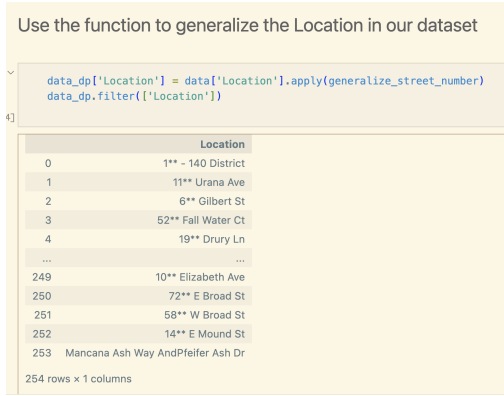 Use the function to generalize the Location in our dataset
data_dp['Location'] = data['Location'].apply(generalize_street_number)
data_dp.filter(['Location'])
4]
Location
0 1** - 140 District
1 11** Urana Ave
2 6** Gilbert St
3 52** Fall Water Ct
4 19** Drury Ln
... ...
249 10** Elizabeth Ave
250 72** E Broad St
251 58** W Broad St
252 14** E Mound St
253 Mancana Ash Way AndPfeifer Ash Dr
254 rows × 1 columns